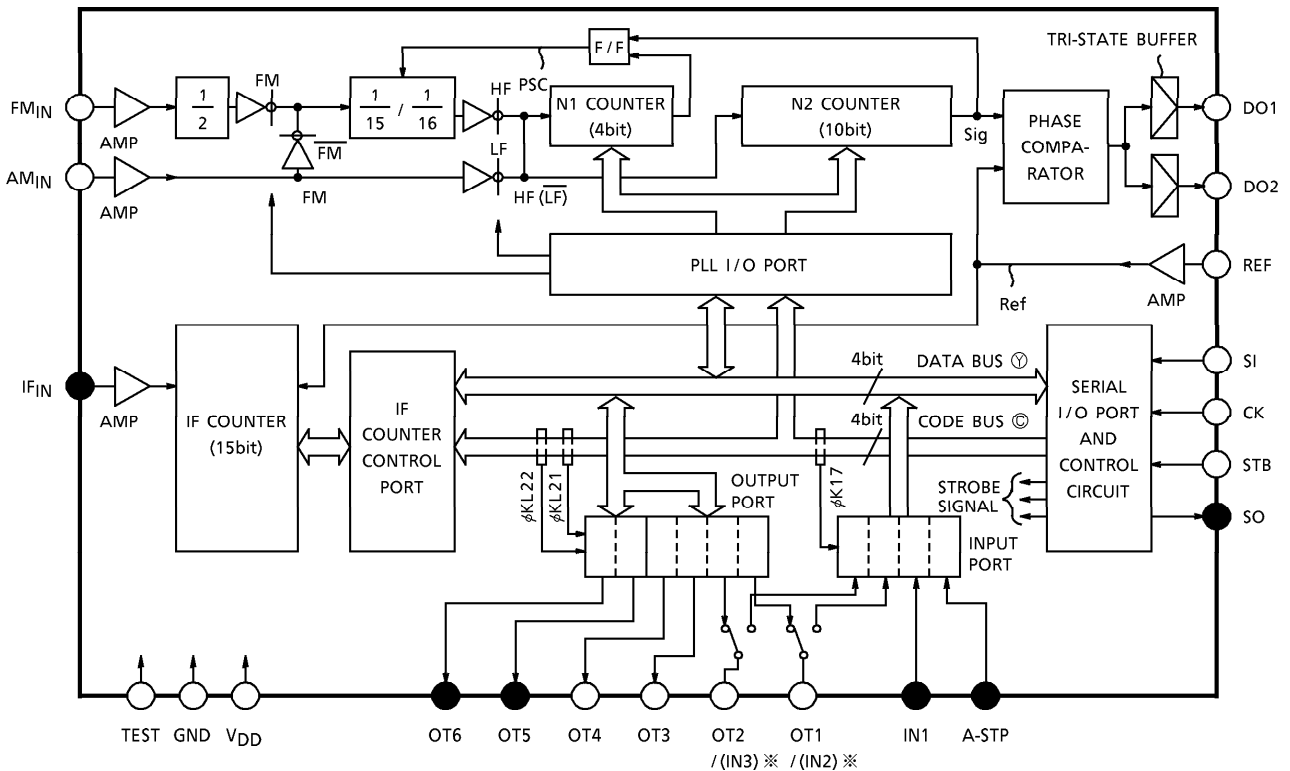 F/F
TRI-STATE BUFFER
PSC
FM
HF
FMIN
AMP
1
2
1
15
/
1
16
N1 COUNTER
(4bit)
N2 COUNTER
(10bit)
Sig
PHASE
COMPA-
RATOR
DO1
DO2
F̅M̅
LF
AMIN
AMP
FM
HF (L̅F̅)
PLL I/O PORT
REF
AMP
Ref
IFIN
AMP
IF COUNTER
(15bit)
IF
COUNTER
CONTROL
PORT
4bit
DATA BUS Ⓨ
4bit
CODE BUS Ⓒ
SERIAL
I/O PORT
AND
CONTROL
CIRCUIT
SI
CK
STB
SO
φKL22
φKL21
OUTPUT
PORT
φK17
STROBE
SIGNAL
INPUT
PORT
TEST
GND
VDD
OT6
OT5
OT4
OT3
OT2
/(IN3) ※
OT1
/(IN2) ※
IN1
A-STP